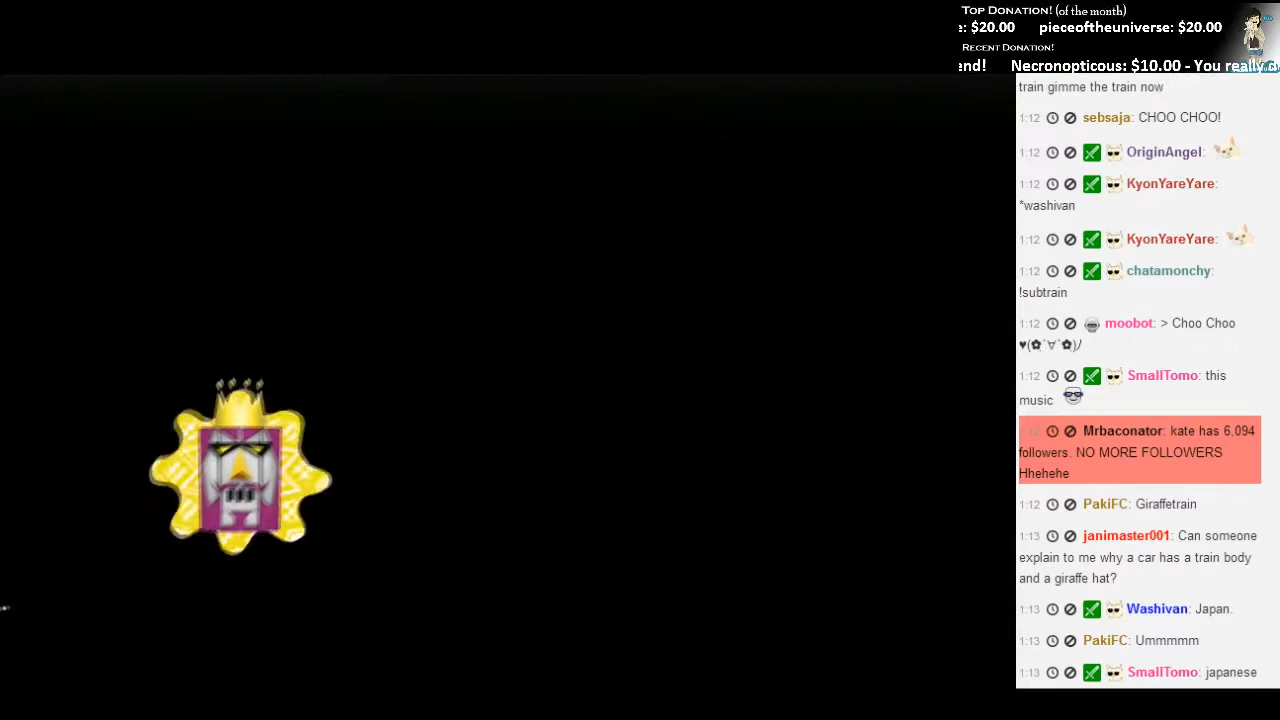 Top Donation! (of the month)
: $20.00 pieceoftheuniverse: $20.00
Recent Donation!
end! Necronopticous: $10.00 - You really
train gimme the train now
1:12 sebsaja: CHOO CHOO!
1:12 OriginAngel:
1:12 KyonYareYare:
*washivan
1:12 KyonYareYare:
1:12 chatamonchy:
!subtrain
1:12 moobot: > Choo Choo
♥(✿´∀`✿)ﾉ
1:12 SmallTomo: this
music
1:12 Mrbaconator: kate has 6,094
followers. NO MORE FOLLOWERS
Hhehehe
1:12 PakiFC: Giraffetrain
1:13 janimaster001: Can someone
explain to me why a car has a train body
and a giraffe hat?
1:13 Washivan: Japan.
1:13 PakiFC: Ummmmm
1:13 SmallTomo: japanese